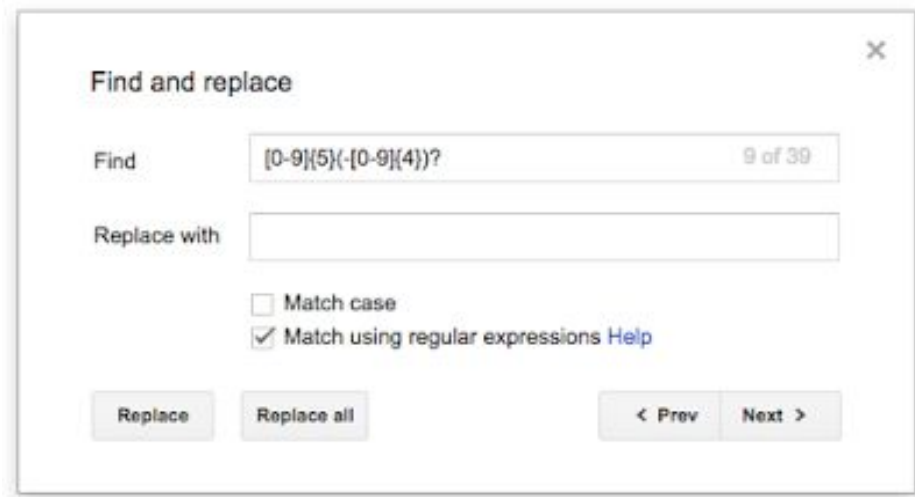 Find and replace
Find [0-9]{5}(-[0-9]{4})? 9 of 39
Replace with
Match case
Match using regular expressions Help
Replace Replace all < Prev Next >